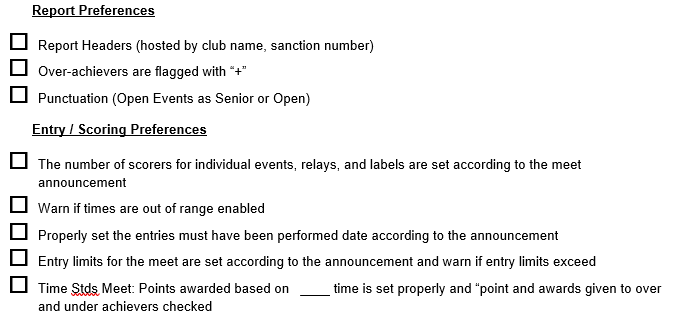 Report Preferences
Report Headers (hosted by club name, sanction number)
Over-achievers are flagged with “+”
Punctuation (Open Events as Senior or Open)
Entry / Scoring Preferences
The number of scorers for individual events, relays, and labels are set according to the meet
announcement
Warn if times are out of range enabled
Properly set the entries must have been performed date according to the announcement
Entry limits for the meet are set according to the announcement and warn if entry limits exceed
Time Stds Meet: Points awarded based on ____ time is set properly and “point and awards given to over
and under achievers checked